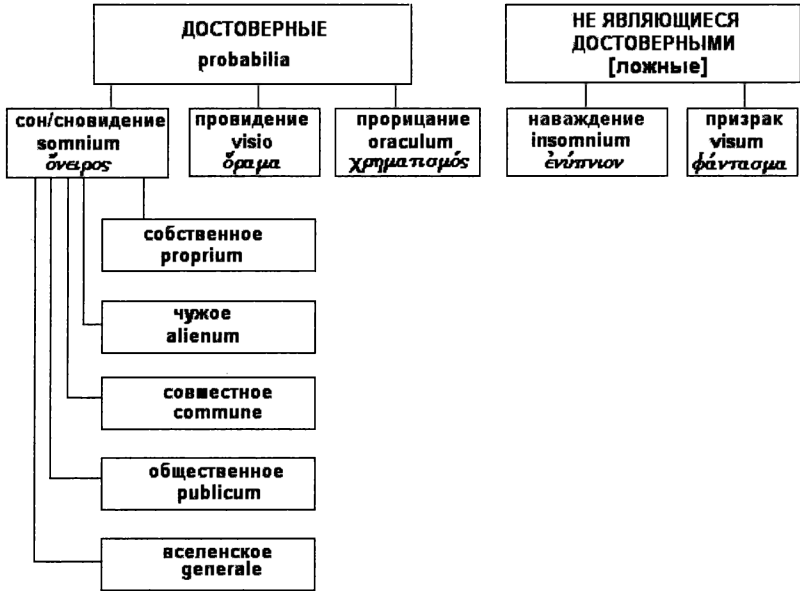 ДОСТОВЕРНЫЕ
probabilia
НЕ ЯВЛЯЮЩИЕСЯ
ДОСТОВЕРНЫМИ
[ложные]
сон/сновидение
somnium
ὄνειρος
провидение
visio
ὅραμα
прорицание
oraculum
χρηματισμός
наваждение
insomnium
ἐνύπνιον
призрак
visum
φάντασμα
собственное
proprium
чужое
alienum
совместное
commune
общественное
publicum
вселенское
generale